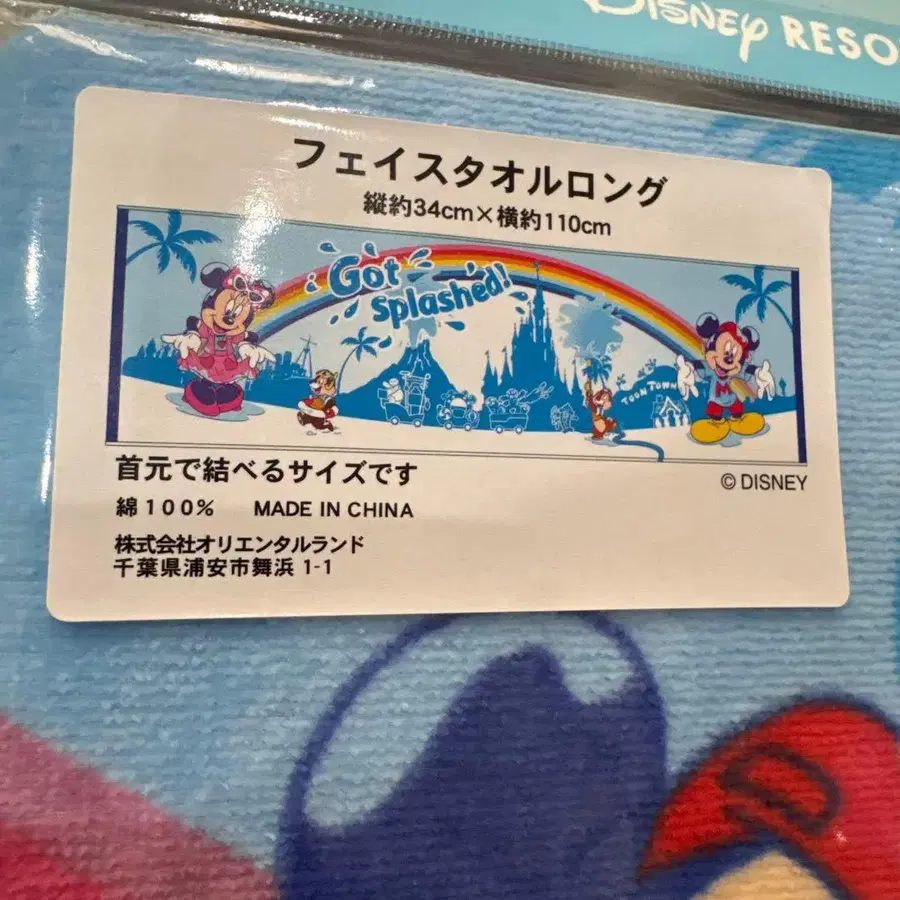 DISNEY RESO
フェイスタオルロング
縦約34cm×横約110cm
Got
Splashed!
TOON TOWN
M
首元で結べるサイズです
©DISNEY
綿100% MADE IN CHINA
株式会社オリエンタルランド
千葉県浦安市舞浜 1-1
D